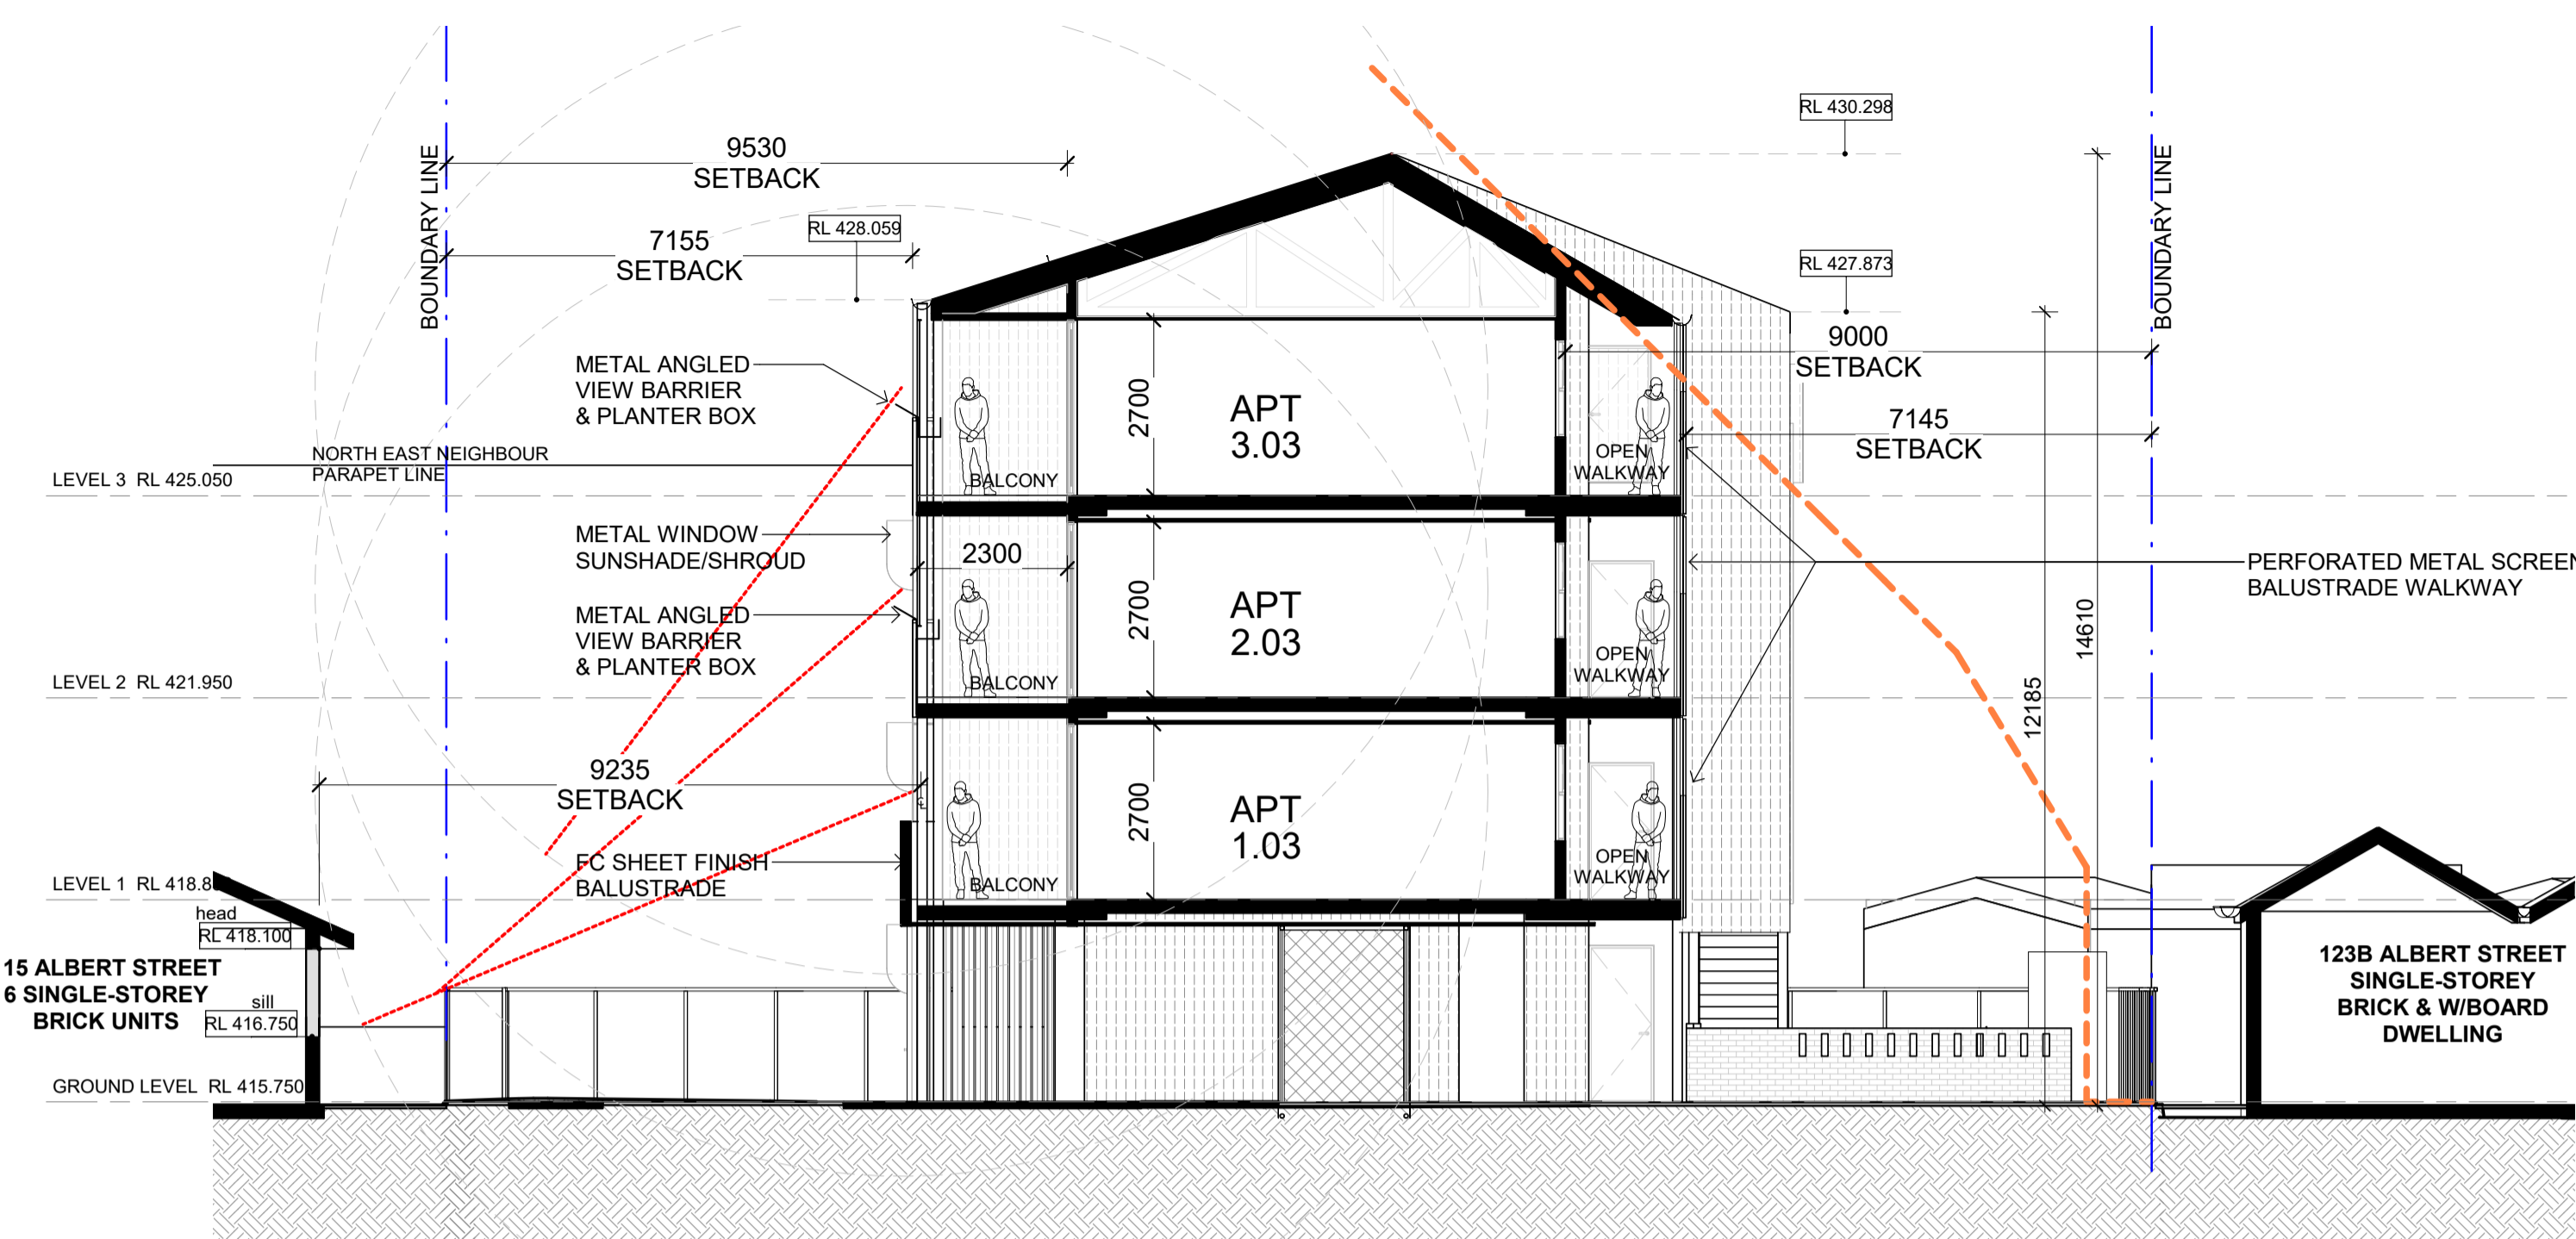 9530
SETBACK
RL 430.298
BOUNDARY LINE
BOUNDARY LINE
RL 428.059
7155
SETBACK
RL 427.873
9000
SETBACK
METAL ANGLED
VIEW BARRIER
& PLANTER BOX
2700
APT
3.03
7145
SETBACK
NORTH EAST NEIGHBOUR
PARAPET LINE
LEVEL 3 RL 425.050
BALCONY
OPEN
WALKWAY
METAL WINDOW
SUNSHADE/SHROUD
2300
PERFORATED METAL SCREEN
BALUSTRADE WALKWAY
METAL ANGLED
VIEW BARRIER
& PLANTER BOX
2700
APT
2.03
14610
LEVEL 2 RL 421.950
BALCONY
OPEN
WALKWAY
12185
9235
SETBACK
2700
APT
1.03
FC SHEET FINISH
BALUSTRADE
LEVEL 1 RL 418.8
BALCONY
OPEN
WALKWAY
head
RL 418.100
15 ALBERT STREET
6 SINGLE-STOREY
BRICK UNITS
sill
RL 416.750
123B ALBERT STREET
SINGLE-STOREY
BRICK & W/BOARD
DWELLING
GROUND LEVEL RL 415.750